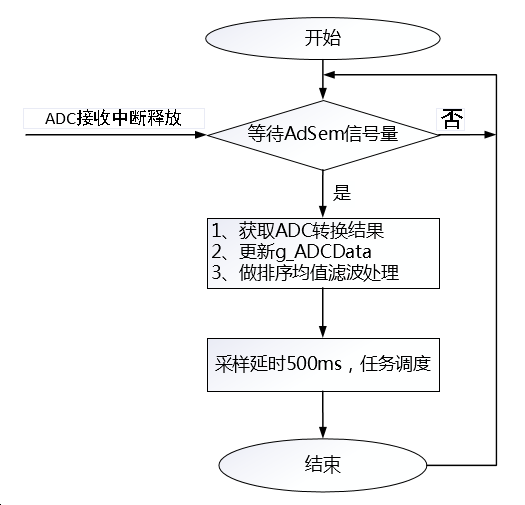 开始
ADC接收中断释放
等待AdSem信号量
否
是
1、获取ADC转换结果
2、更新g_ADCData
3、做排序均值滤波处理
采样延时500ms，任务调度
结束